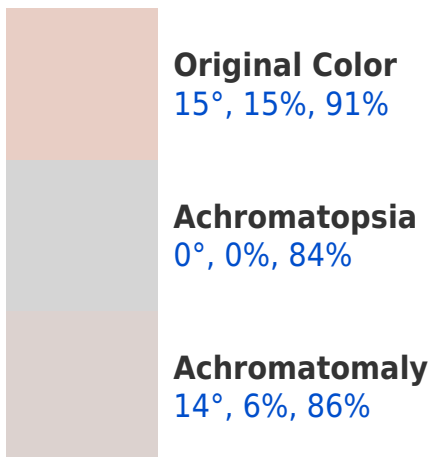 Original Color
15°, 15%, 91%
Achromatopsia
0°, 0%, 84%
Achromatomaly
14°, 6%, 86%